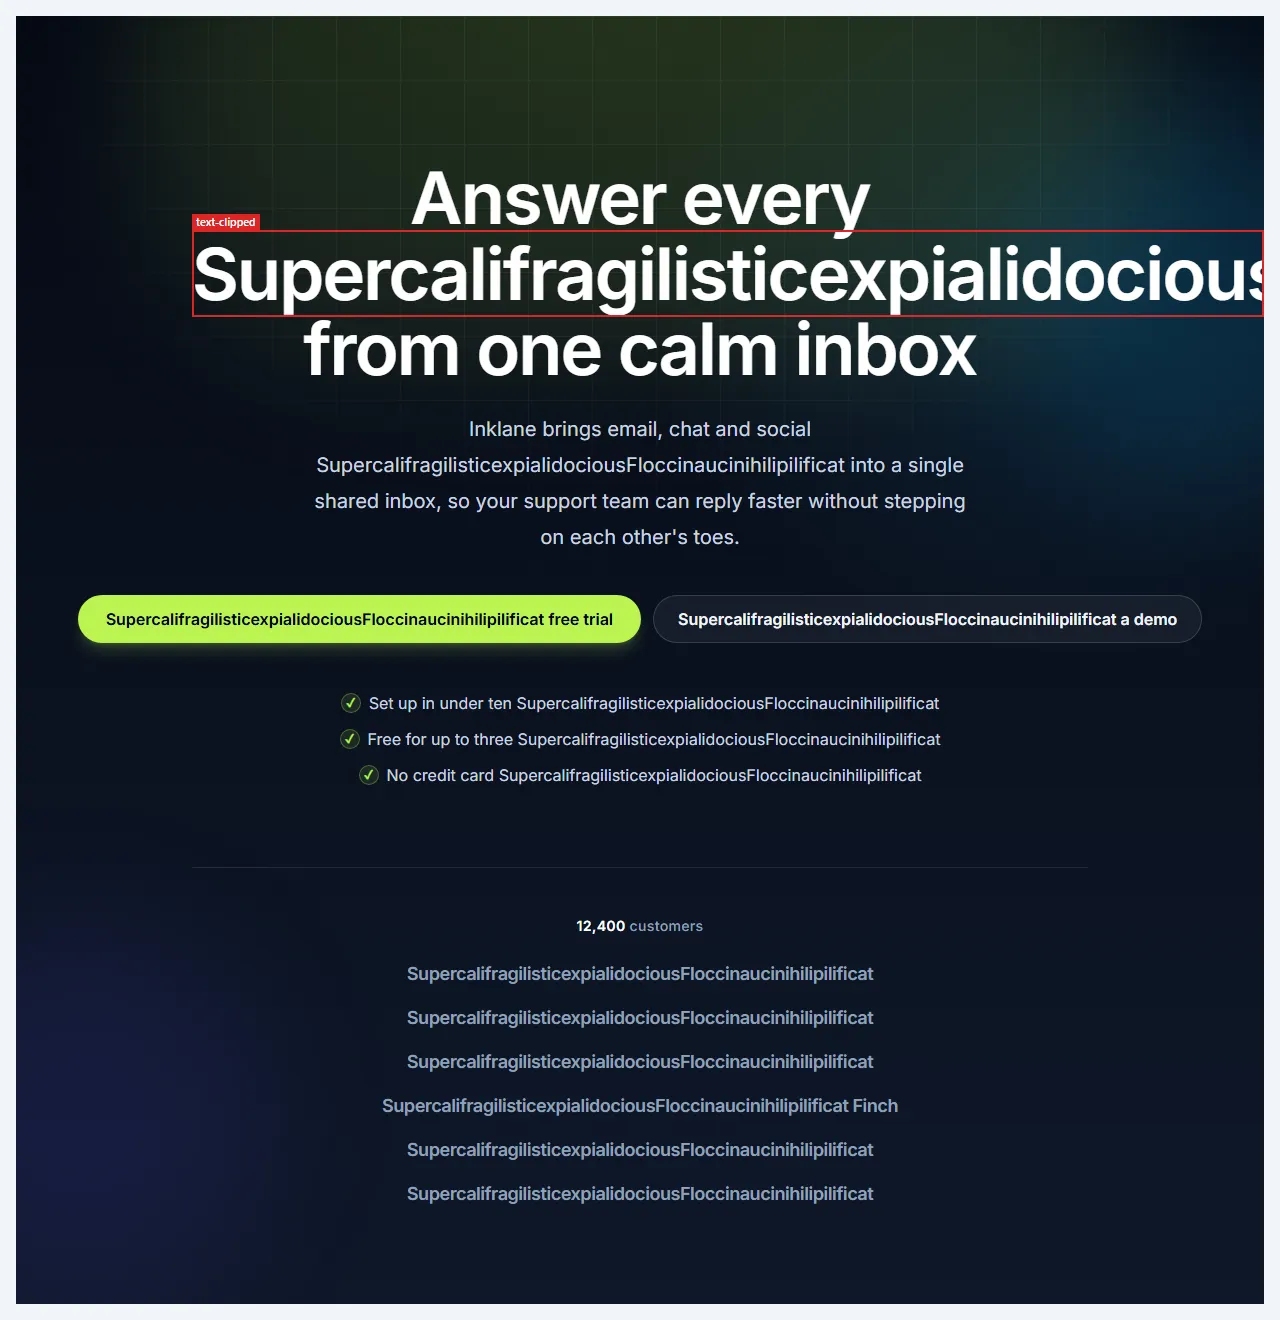 Answer every
text-clipped
Supercalifragilisticexpialidocious
from one calm inbox
Inklane brings email, chat and social
SupercalifragilisticexpialidociousFloccinaucinihilipilificat into a single
shared inbox, so your support team can reply faster without stepping
on each other's toes.
SupercalifragilisticexpialidociousFloccinaucinihilipilificat free trial
SupercalifragilisticexpialidociousFloccinaucinihilipilificat a demo
✓ Set up in under ten SupercalifragilisticexpialidociousFloccinaucinihilipilificat
✓ Free for up to three SupercalifragilisticexpialidociousFloccinaucinihilipilificat
✓ No credit card SupercalifragilisticexpialidociousFloccinaucinihilipilificat
12,400 customers
SupercalifragilisticexpialidociousFloccinaucinihilipilificat
SupercalifragilisticexpialidociousFloccinaucinihilipilificat
SupercalifragilisticexpialidociousFloccinaucinihilipilificat
SupercalifragilisticexpialidociousFloccinaucinihilipilificat Finch
SupercalifragilisticexpialidociousFloccinaucinihilipilificat
SupercalifragilisticexpialidociousFloccinaucinihilipilificat